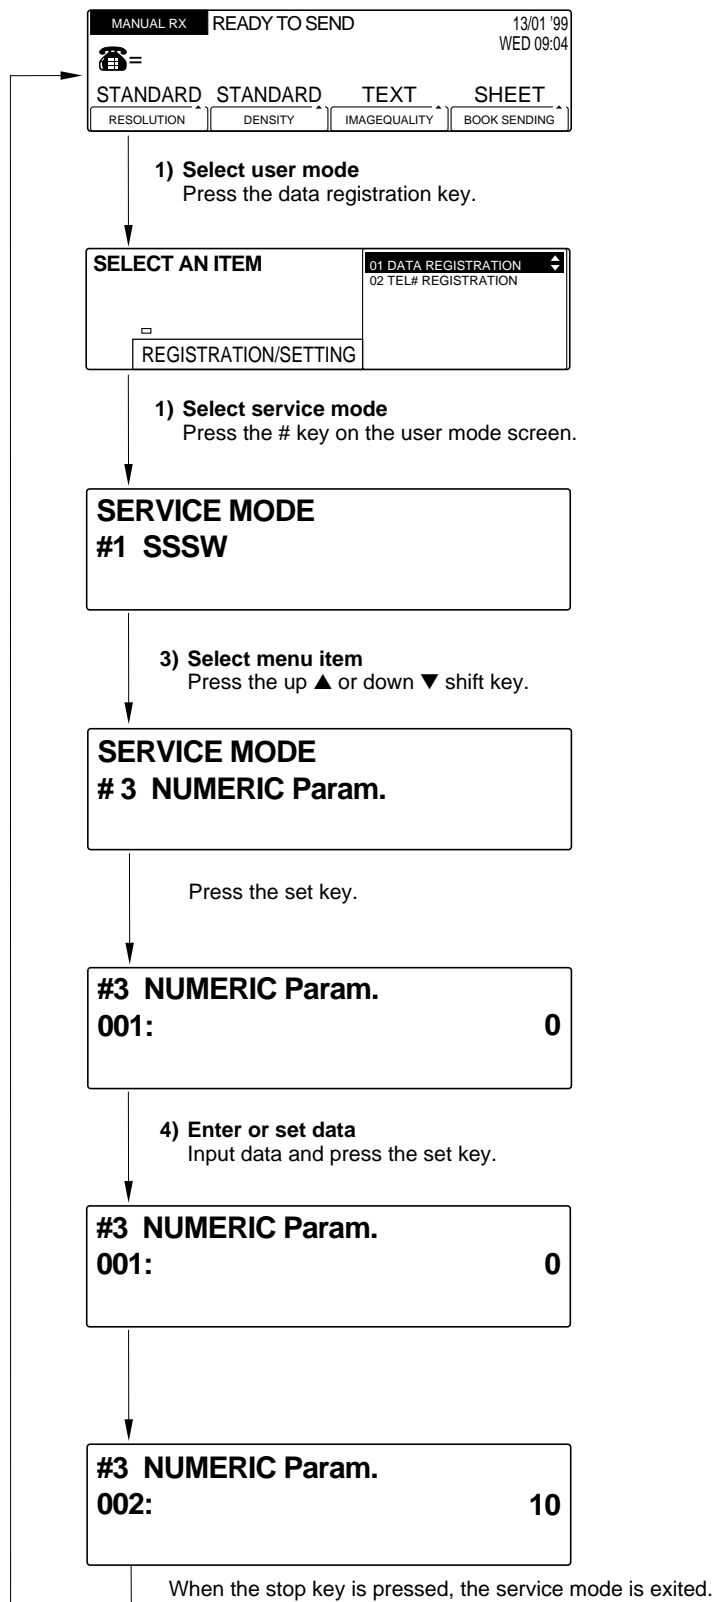 MANUAL RX READY TO SEND 13/01 '99
WED 09:04
=
STANDARD STANDARD TEXT SHEET
RESOLUTION DENSITY IMAGEQUALITY BOOK SENDING
1) Select user mode
Press the data registration key.
SELECT AN ITEM 01 DATA REGISTRATION
02 TEL# REGISTRATION
REGISTRATION/SETTING
1) Select service mode
Press the # key on the user mode screen.
SERVICE MODE
#1 SSSW
3) Select menu item
Press the up ▲ or down ▼ shift key.
SERVICE MODE
# 3 NUMERIC Param.
Press the set key.
#3 NUMERIC Param.
001: 0
4) Enter or set data
Input data and press the set key.
#3 NUMERIC Param.
001: 0
#3 NUMERIC Param.
002: 10
When the stop key is pressed, the service mode is exited.